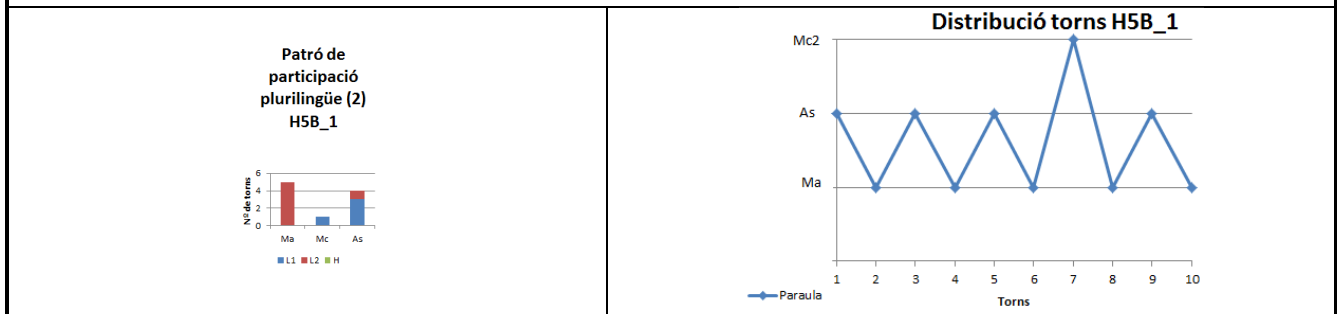 Patró de
participació
plurilingüe (2)
H5B_1
Nº de torns
6
4
2
0
Ma Mc As
L1 L2 H
Distribució torns H5B_1
Mc2
As
Ma
1 2 3 4 5 6 7 8 9 10
Paraula
Torns